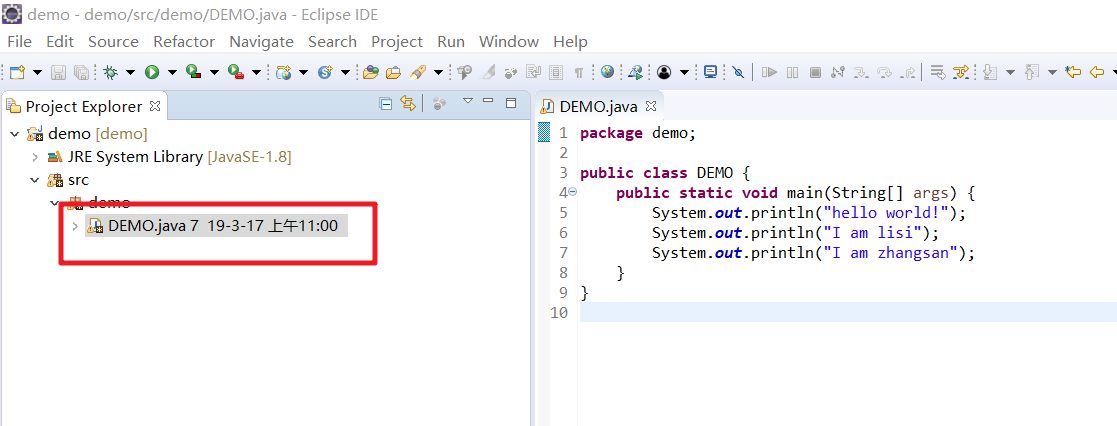 demo - demo/src/demo/DEMO.java - Eclipse IDE
File Edit Source Refactor Navigate Search Project Run Window Help
Project Explorer
demo [demo]
JRE System Library [JavaSE-1.8]
src
demo
DEMO.java 7 19-3-17 上午11:00
DEMO.java
1 package demo;
2
3 public class DEMO {
4 public static void main(String[] args) {
5 System.out.println("hello world!");
6 System.out.println("I am lisi");
7 System.out.println("I am zhangsan");
8 }
9 }
10